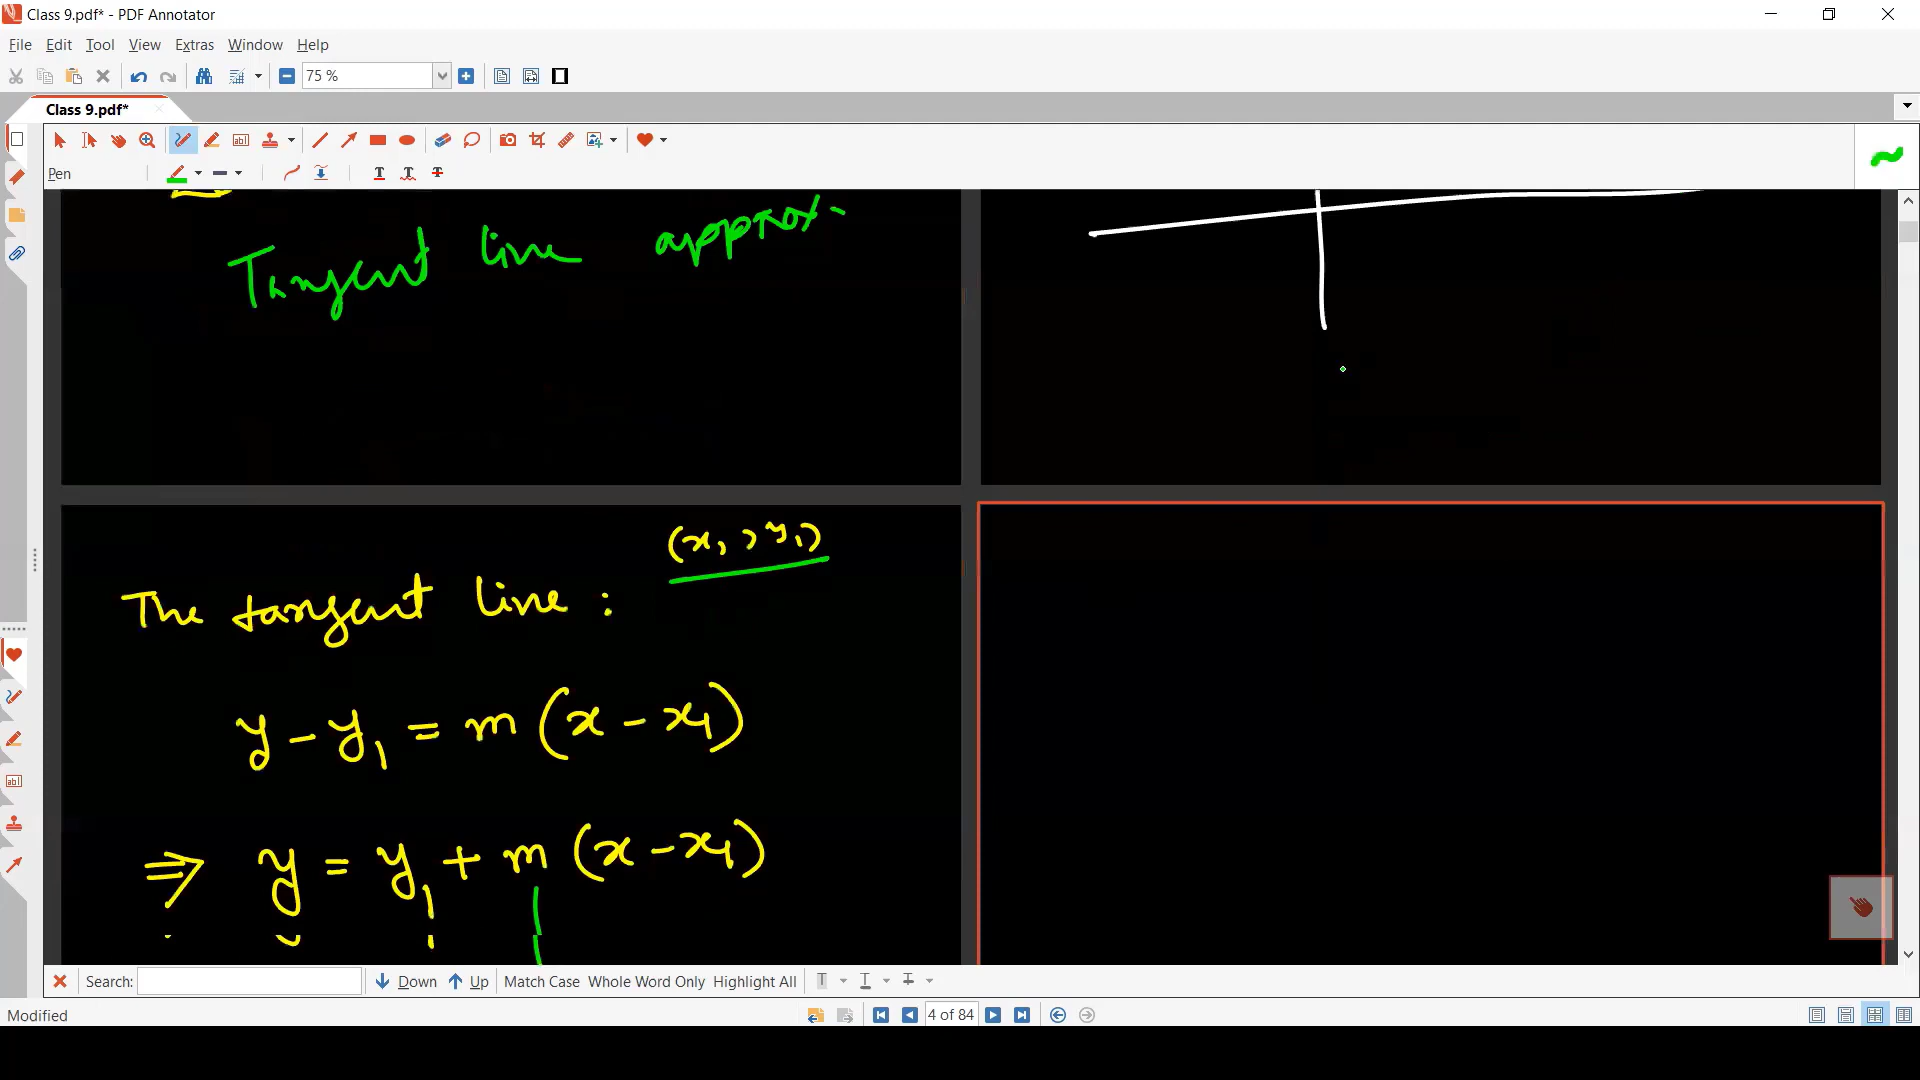 Class 9.pdf* - PDF Annotator
File Edit Tool View Extras Window Help
75 %
Class 9.pdf*
Pen
Tangent line approx.
(x₁, y₁)
The tangent line :
y - y₁ = m (x - x₁)
⇒ y = y₁ + m (x - x₁)
Search: Down Up Match Case Whole Word Only Highlight All
Modified
4 of 84